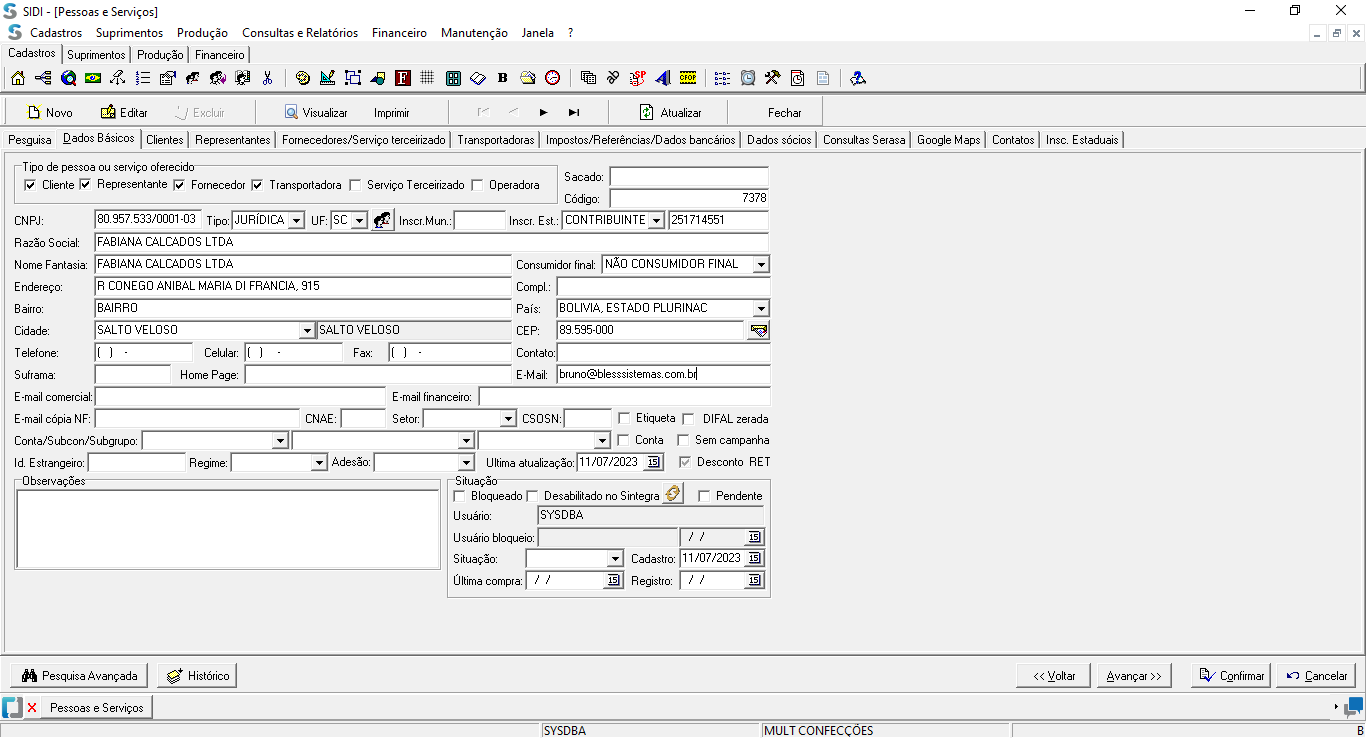 SIDI - [Pessoas e Serviços]
Cadastros Suprimentos Produção Consultas e Relatórios Financeiro Manutenção Janela ?
Cadastros Suprimentos Produção Financeiro
Novo Editar Excluir Visualizar Imprimir Atualizar Fechar
Pesquisa Dados Básicos Clientes Representantes Fornecedores/Serviço terceirizado Transportadoras Impostos/Referências/Dados bancários Dados sócios Consultas Serasa Google Maps Contatos Insc. Estaduais
Tipo de pessoa ou serviço oferecido
Cliente Representante Fornecedor Transportadora Serviço Terceirizado Operadora
Sacado:
Código: 7378
CNPJ: 80.957.533/0001-03 Tipo: JURÍDICA UF: SC Inscr.Mun.: Inscr. Est.: CONTRIBUINTE 251714551
Razão Social: FABIANA CALCADOS LTDA
Nome Fantasia: FABIANA CALCADOS LTDA Consumidor final: NÃO CONSUMIDOR FINAL
Endereço: R CONEGO ANIBAL MARIA DI FRANCIA, 915 Compl.:
Bairro: BAIRRO País: BOLIVIA, ESTADO PLURINAC
Cidade: SALTO VELOSO SALTO VELOSO CEP: 89.595-000
Telefone: ( ) - Celular: ( ) - Fax: ( ) - Contato:
Suframa: Home Page: E-Mail: bruno@blesssistemas.com.br
E-mail comercial: E-mail financeiro:
E-mail cópia NF: CNAE: Setor: CSOSN: Etiqueta DIFAL zerada
Conta/Subcon/Subgrupo: Conta Sem campanha
Id. Estrangeiro: Regime: Adesão: Ultima atualização: 11/07/2023 15 Desconto RET
Observações
Situação
Bloqueado Desabilitado no Sintegra Pendente
Usuário: SYSDBA
Usuário bloqueio: / / 15
Situação: Cadastro: 11/07/2023 15
Última compra: / / 15 Registro: / / 15
Pesquisa Avançada Histórico << Voltar Avançar >> Confirmar Cancelar
Pessoas e Serviços
SYSDBA MULT CONFECÇÕES B